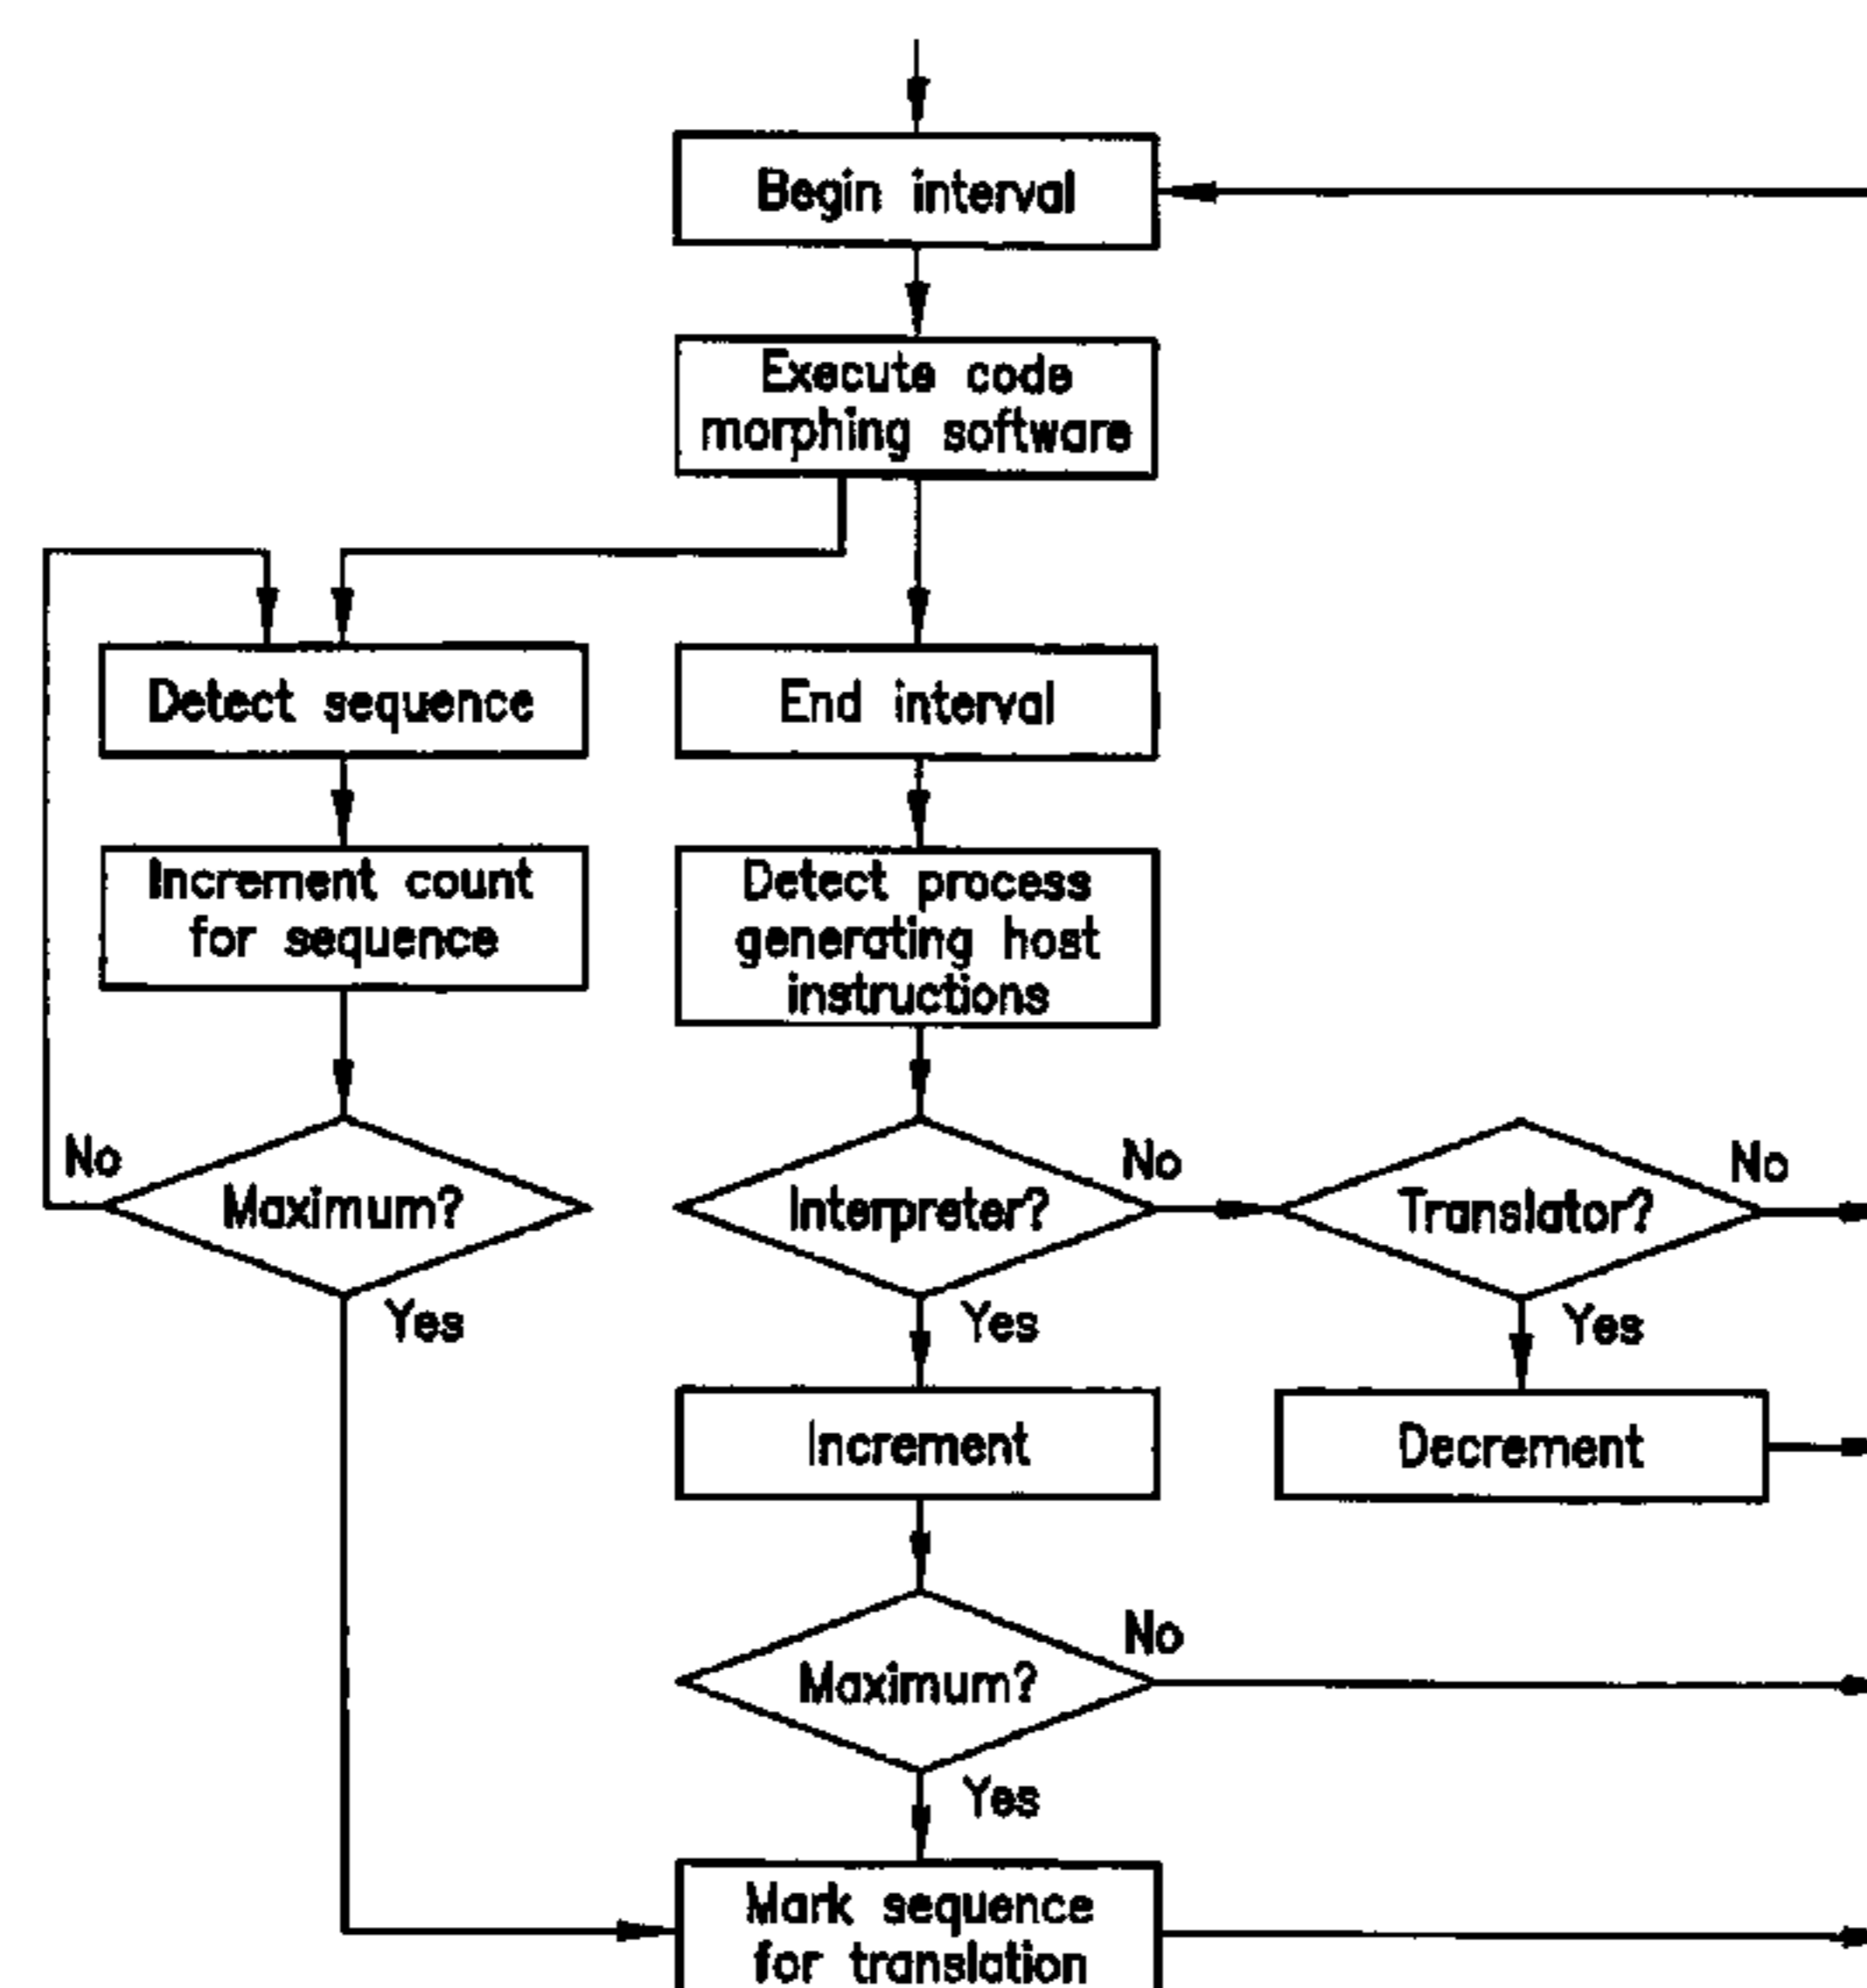 Begin interval
Execute code
morphing software
Detect sequence
End interval
Increment count
for sequence
Detect process
generating host
instructions
No
Maximum?
Yes
Interpreter?
No
Yes
Translator?
No
Yes
Increment
Decrement
Maximum?
No
Yes
Mark sequence
for translation